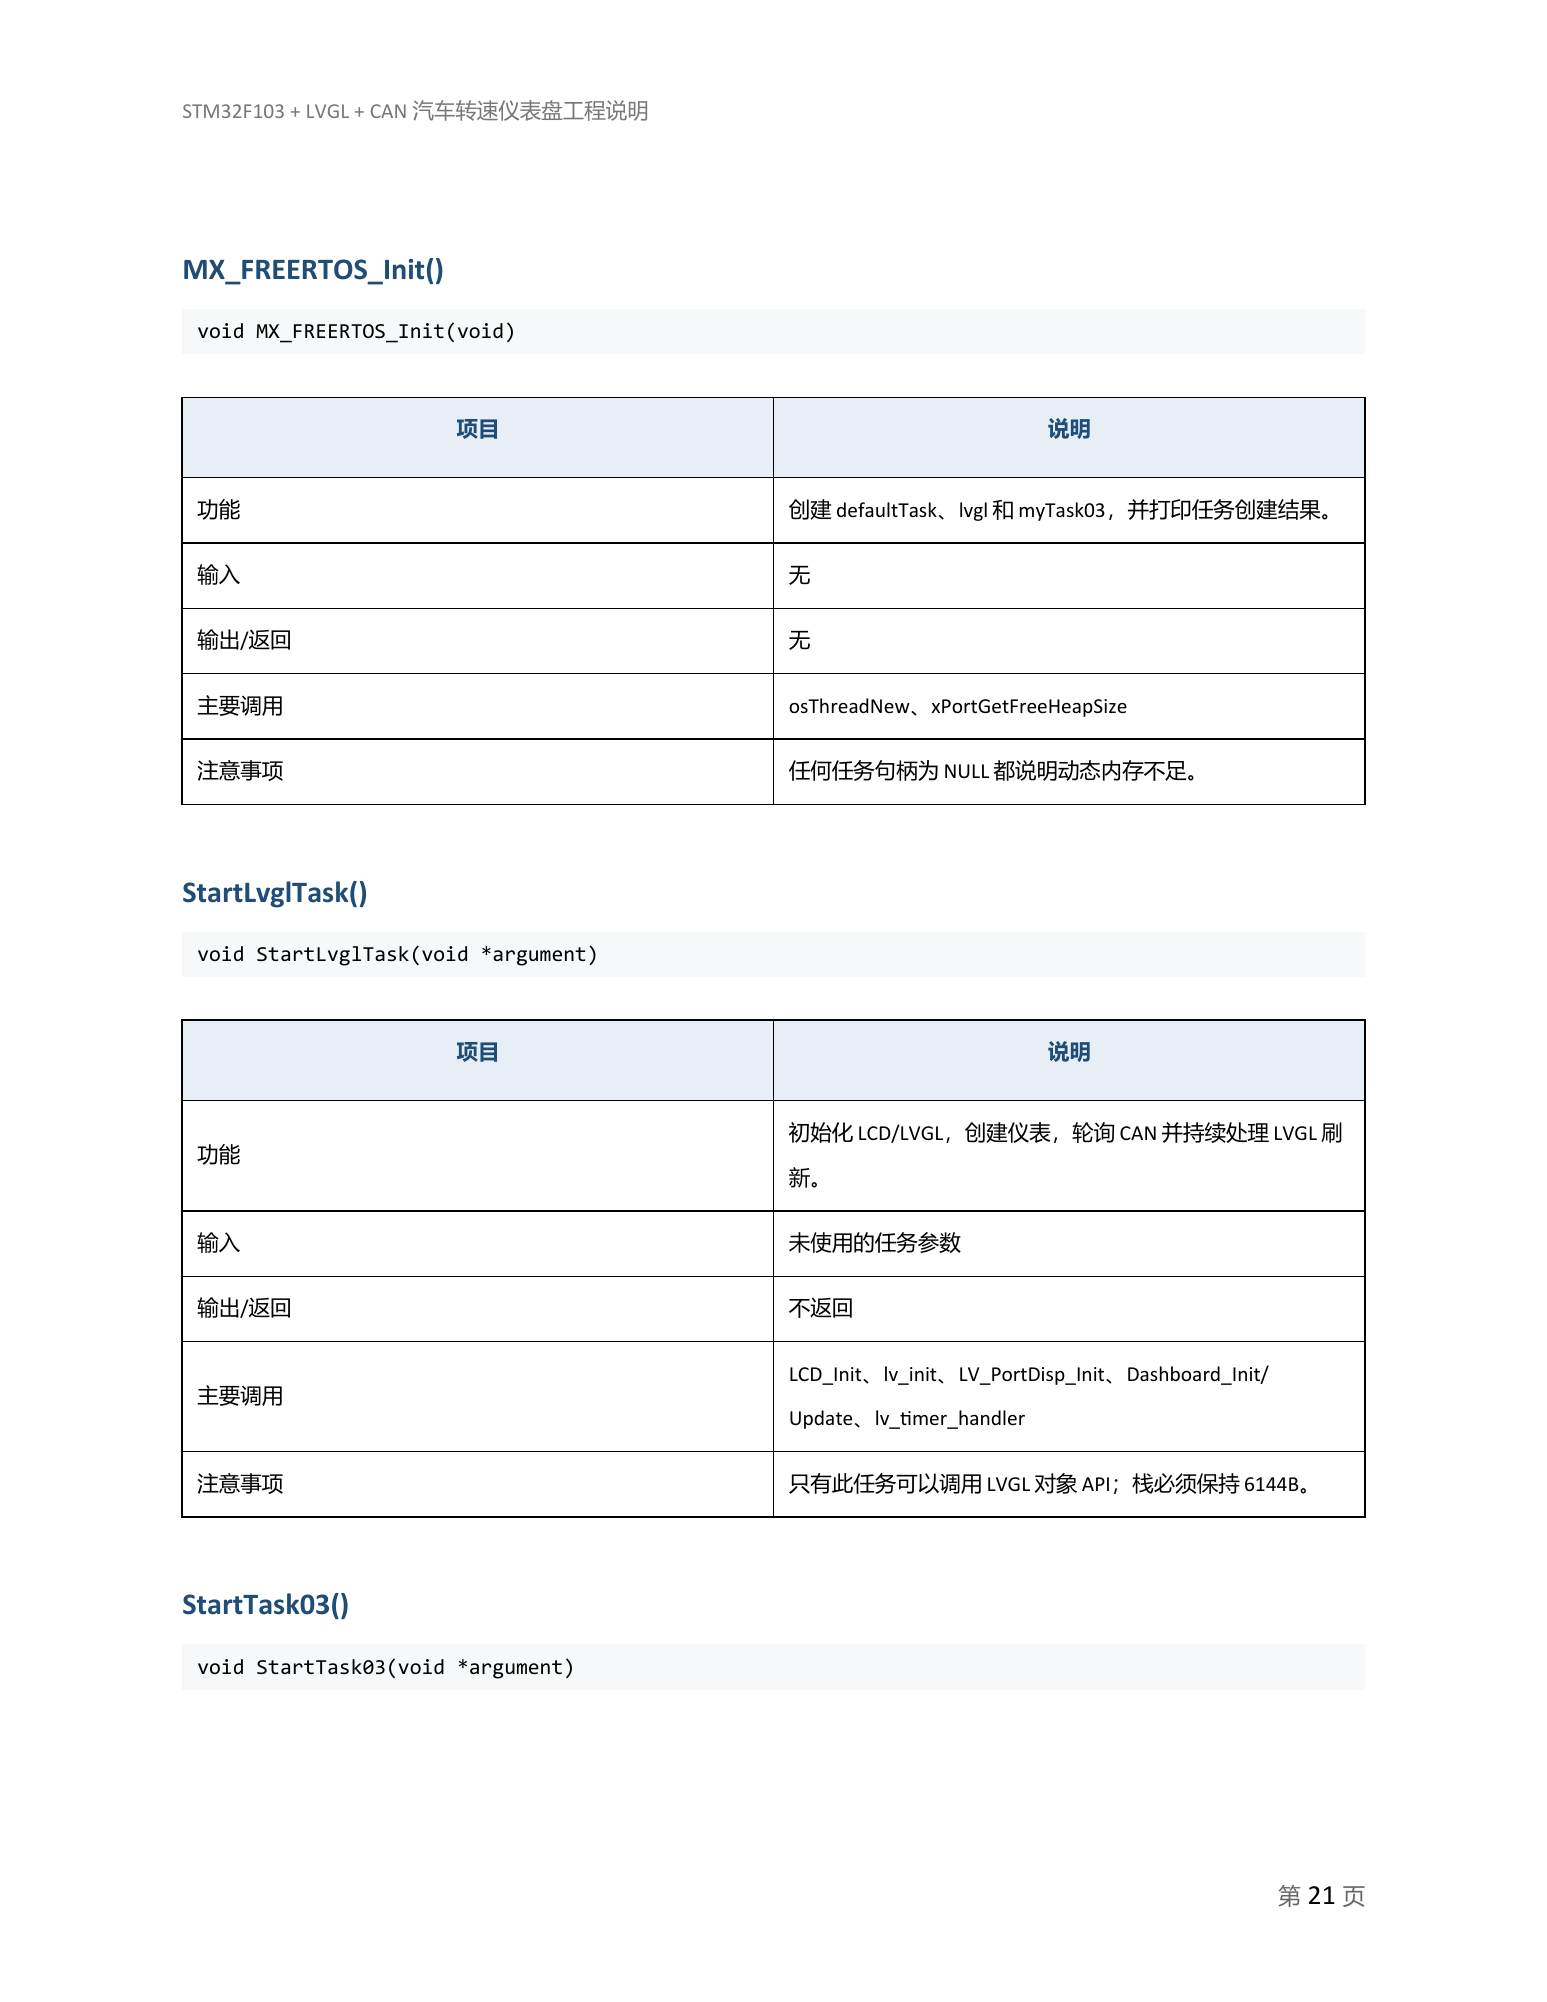 STM32F103 + LVGL + CAN 汽车转速仪表盘工程说明
MX_FREERTOS_Init()
void MX_FREERTOS_Init(void)
项目 说明
功能 创建 defaultTask、lvgl 和 myTask03，并打印任务创建结果。
输入 无
输出/返回 无
主要调用 osThreadNew、xPortGetFreeHeapSize
注意事项 任何任务句柄为 NULL 都说明动态内存不足。
StartLvglTask()
void StartLvglTask(void *argument)
项目 说明
功能 初始化 LCD/LVGL，创建仪表，轮询 CAN 并持续处理 LVGL 刷
新。
输入 未使用的任务参数
输出/返回 不返回
主要调用 LCD_Init、lv_init、LV_PortDisp_Init、Dashboard_Init/
Update、lv_timer_handler
注意事项 只有此任务可以调用 LVGL 对象 API；栈必须保持 6144B。
StartTask03()
void StartTask03(void *argument)
第 21 页